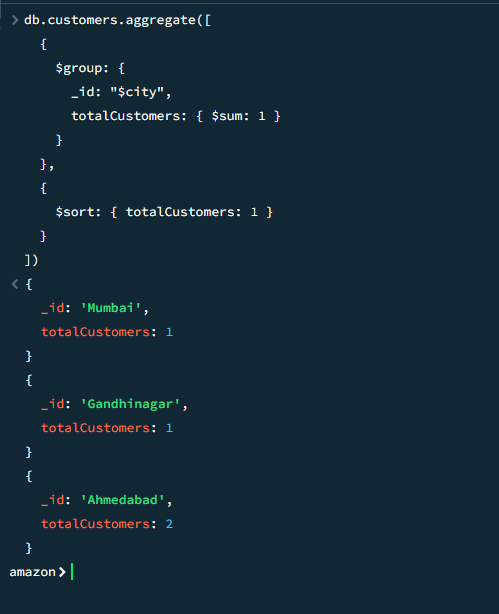 > db.customers.aggregate([
{
$group: {
_id: "$city",
totalCustomers: { $sum: 1 }
}
},
{
$sort: { totalCustomers: 1 }
}
])
< {
_id: 'Mumbai',
totalCustomers: 1
}
{
_id: 'Gandhinagar',
totalCustomers: 1
}
{
_id: 'Ahmedabad',
totalCustomers: 2
}
amazon>